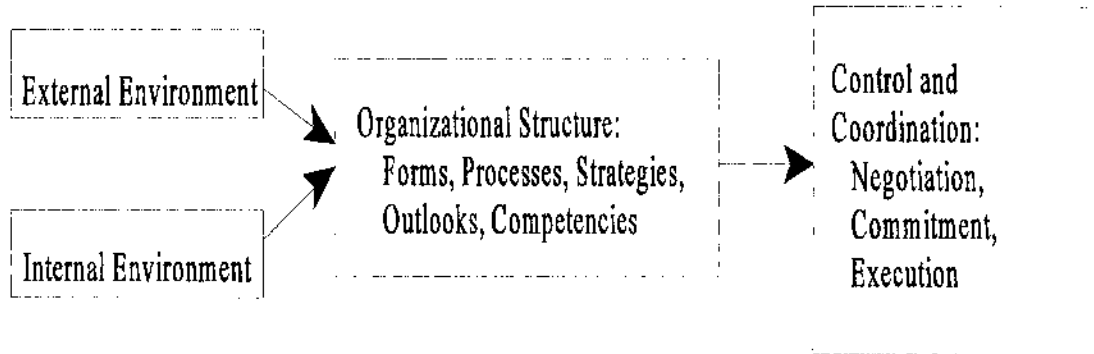 External Environment
Internal Environment
Organizational Structure:
Forms, Processes, Strategies,
Outlooks, Competencies
Control and
Coordination:
Negotiation,
Commitment,
Execution